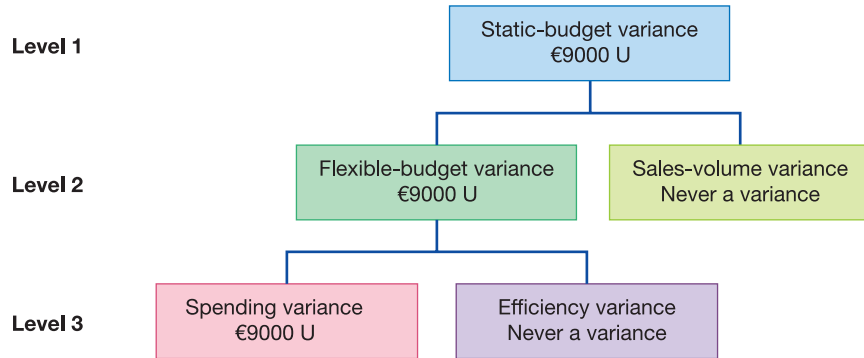 Level 1
Static-budget variance
€9000 U
Level 2
Flexible-budget variance
€9000 U
Sales-volume variance
Never a variance
Level 3
Spending variance
€9000 U
Efficiency variance
Never a variance